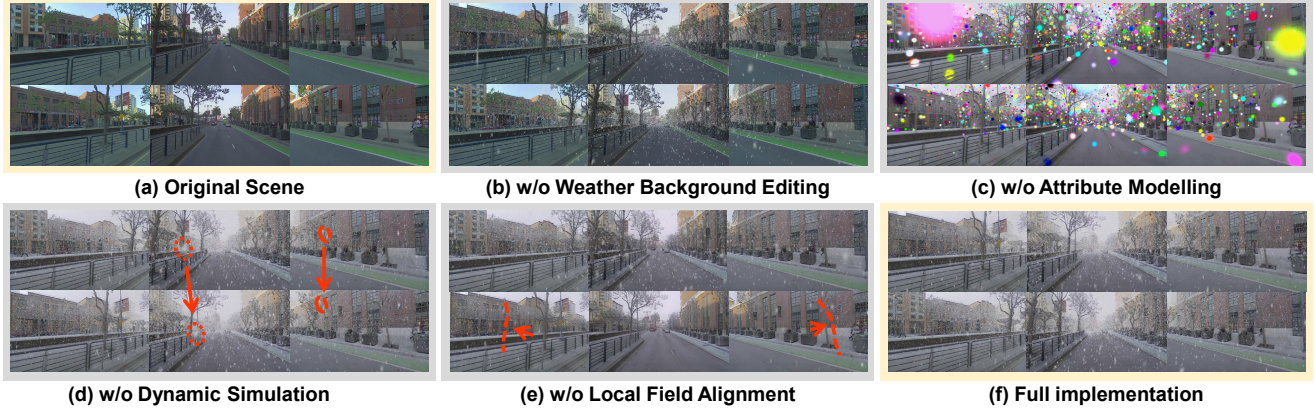 (a) Original Scene
(b) w/o Weather Background Editing
(c) w/o Attribute Modelling
(d) w/o Dynamic Simulation
(e) w/o Local Field Alignment
(f) Full implementation